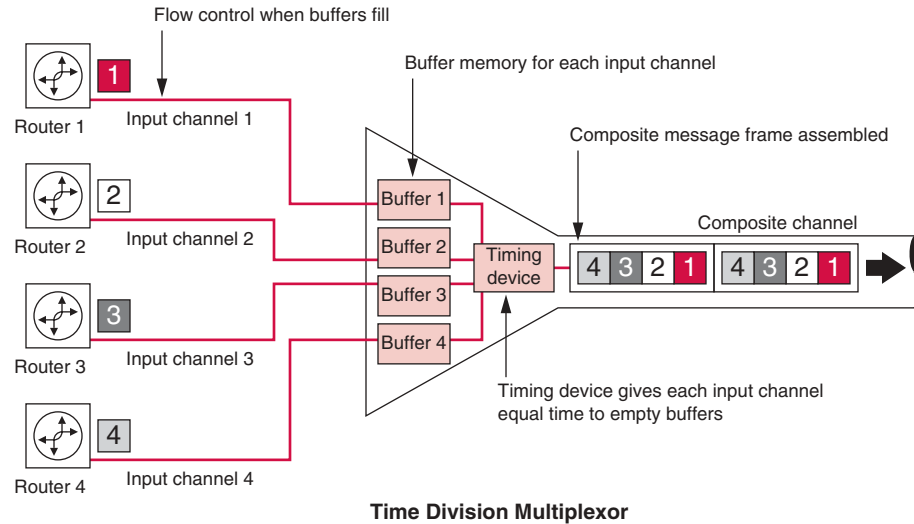 Flow control when buffers fill
Buffer memory for each input channel
1
Router 1
Input channel 1
Composite message frame assembled
2
Router 2
Input channel 2
Buffer 1
Buffer 2
Buffer 3
Buffer 4
Timing
device
Composite channel
4 3 2 1 4 3 2 1
3
Router 3
Input channel 3
Timing device gives each input channel
equal time to empty buffers
4
Router 4
Input channel 4
Time Division Multiplexor